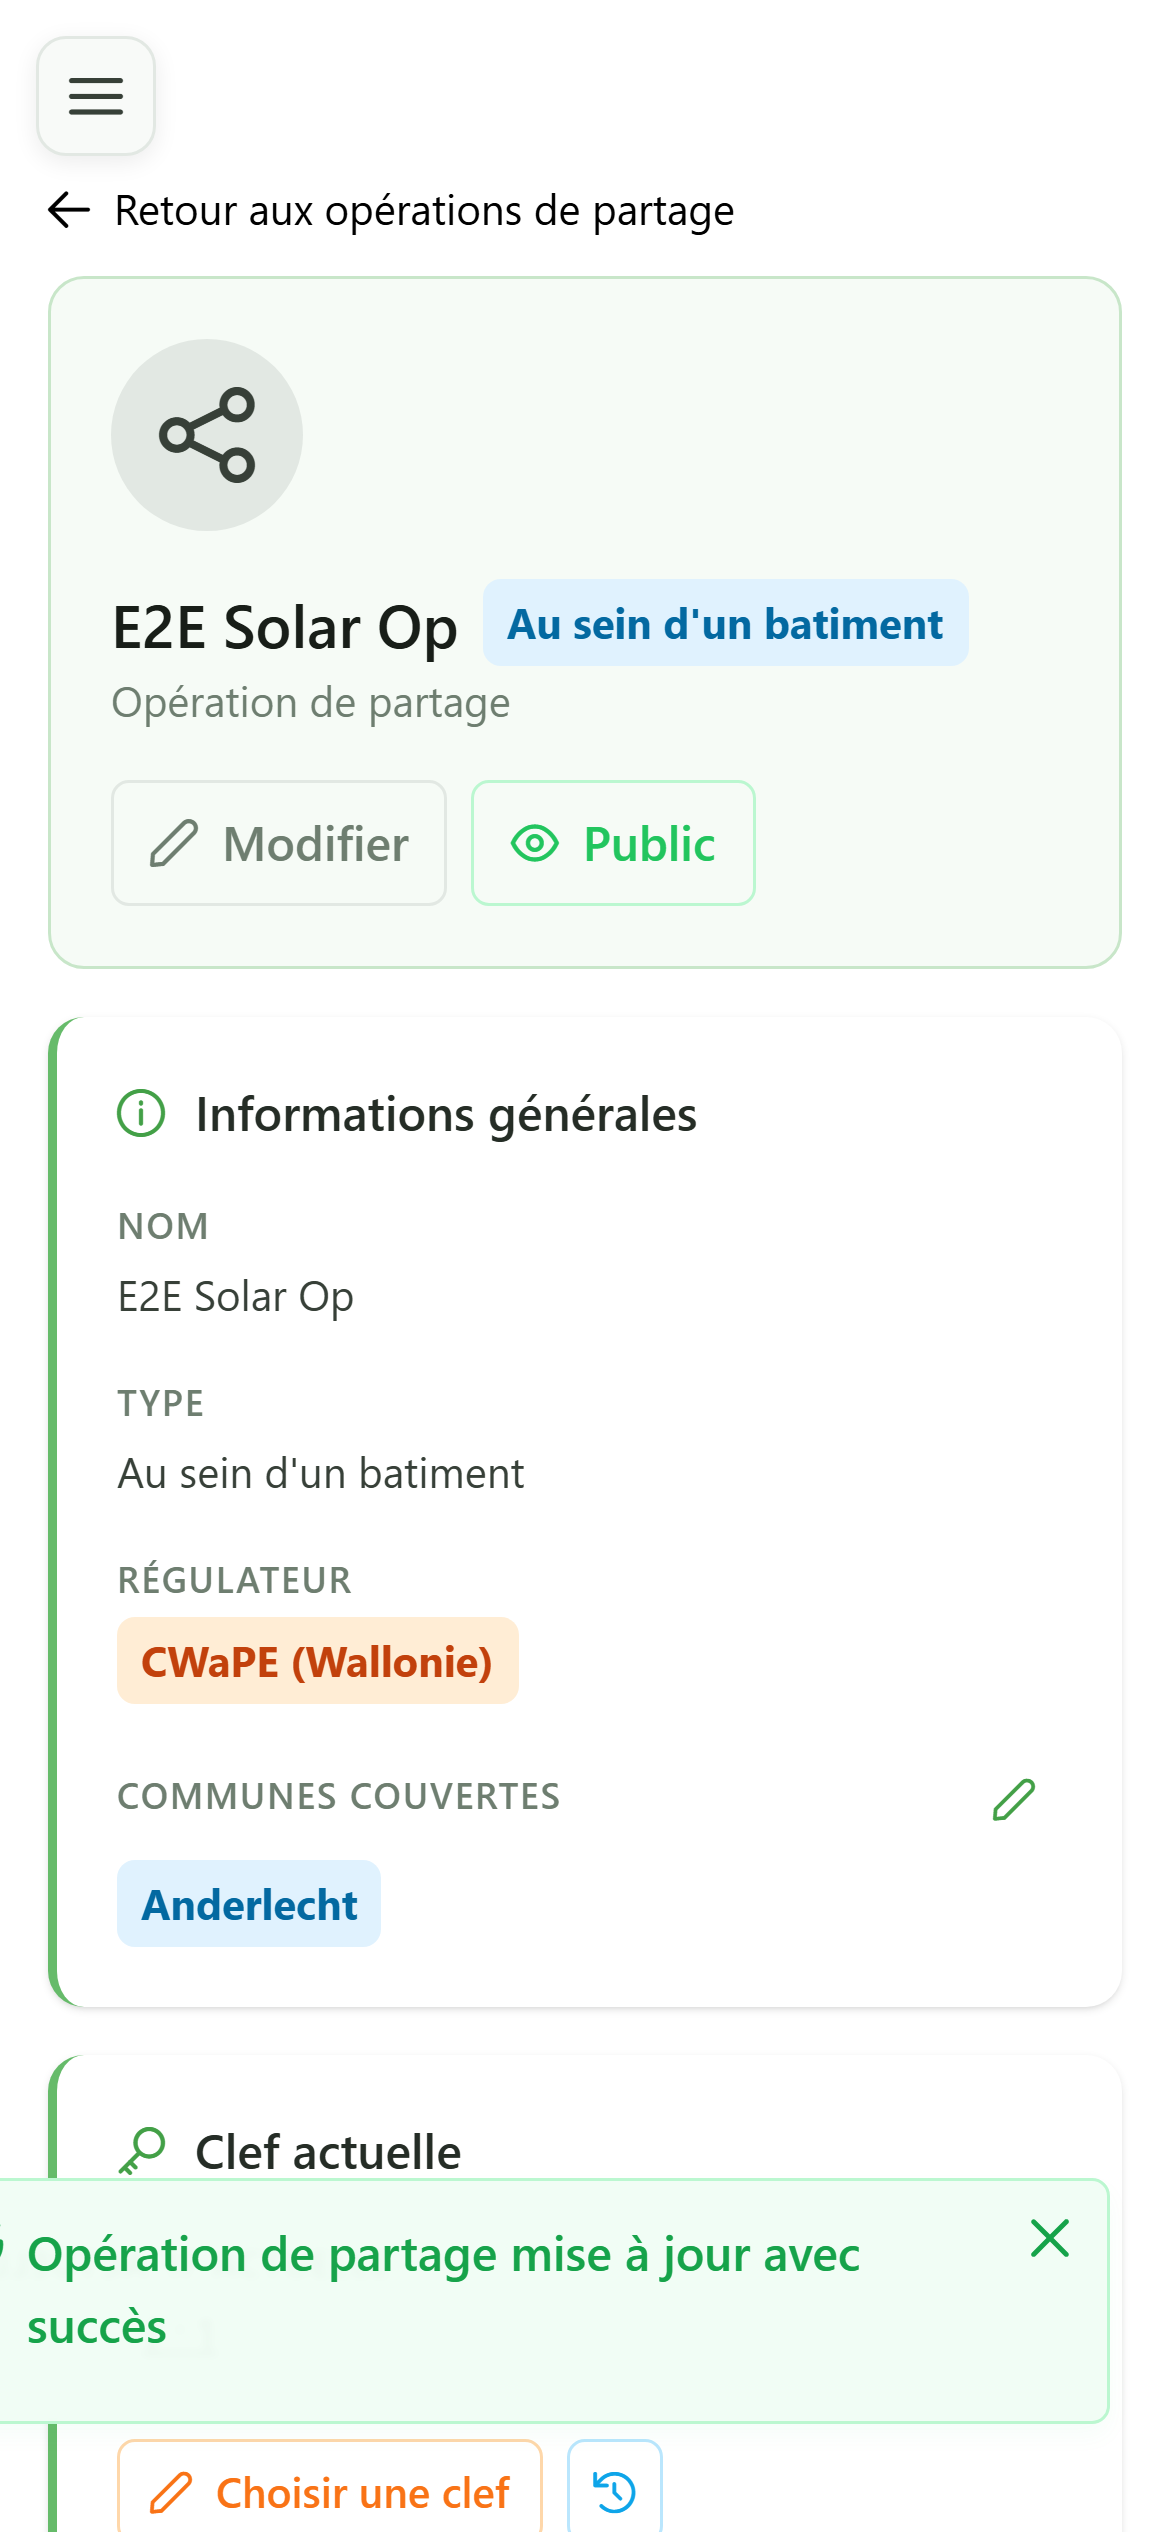 Retour aux opérations de partage
E2E Solar Op
Au sein d'un batiment
Opération de partage
Modifier
Public
Informations générales
NOM
E2E Solar Op
TYPE
Au sein d'un batiment
RÉGULATEUR
CWaPE (Wallonie)
COMMUNES COUVERTES
Anderlecht
Clef actuelle
Opération de partage mise à jour avec
succès
Choisir une clef